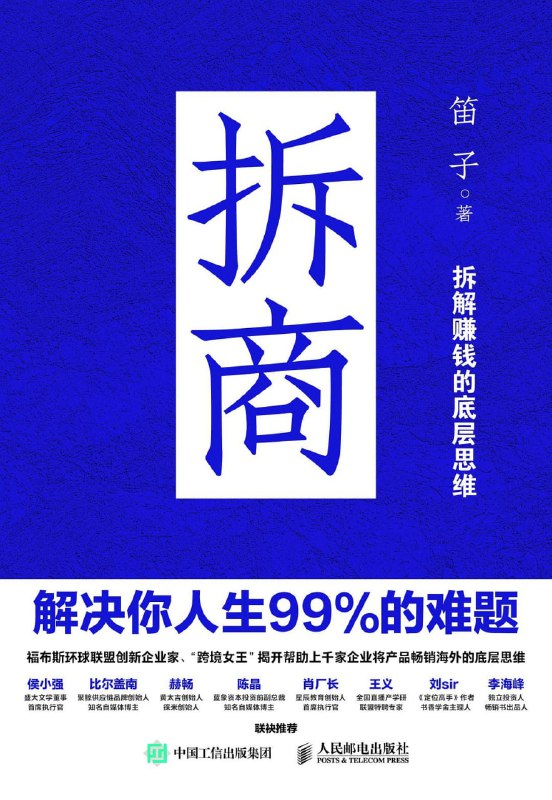 拆商
笛子。著
拆解赚钱的底层思维
解决你人生99%的难题
福布斯环球联盟创新企业家、“跨境女王”揭开帮助上千家企业将产品畅销海外的底层思维
侯小强 比尔盖南 赫畅 陈晶 肖厂长 王义 刘sir 李海峰
盛大文学董事 聚鲸供应链品牌创始人 黄太吉创始人 蓝象资本投资前副总裁 星辰教育创始人 全国直播产学研 《定位高手》作者 独立投资人
首席执行官 知名自媒体博主 徕米创始人 知名自媒体博主 首席执行官 联盟特聘专家 书香学舍主理人 畅销书出品人
联袂推荐
中国工信出版集团 人民邮电出版社
POSTS & TELECOM PRESS